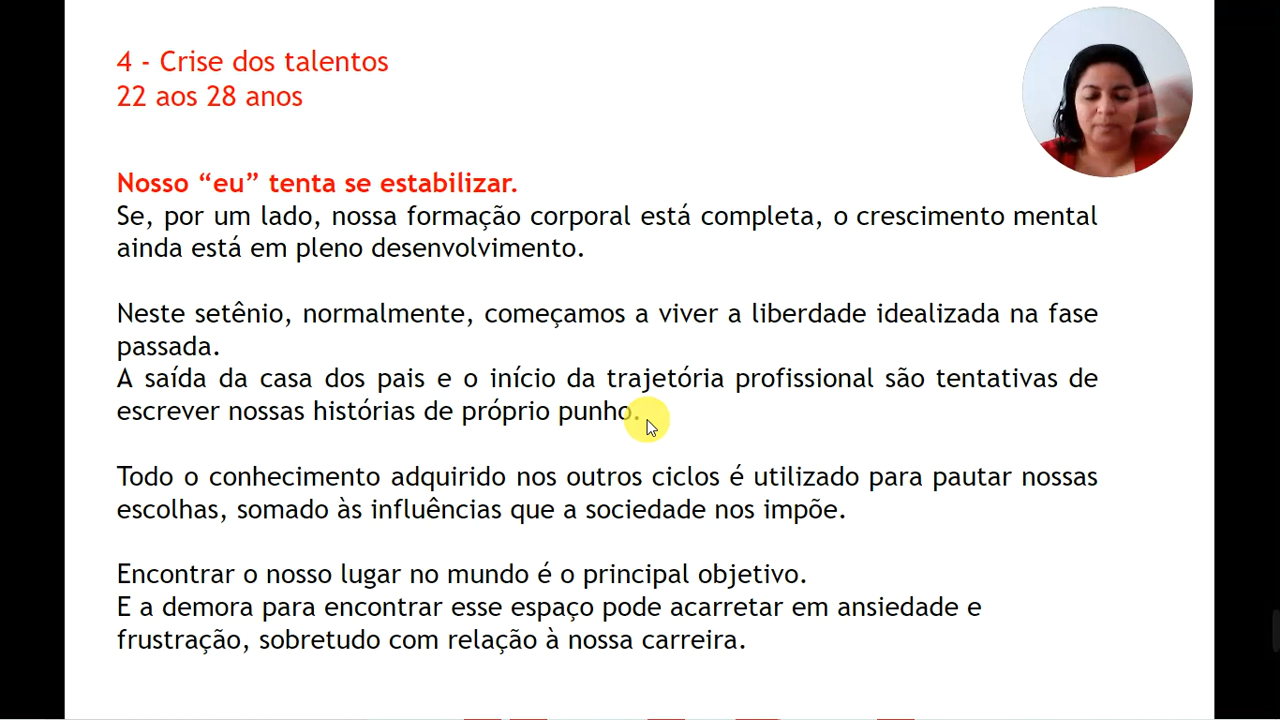 4 - Crise dos talentos
22 aos 28 anos
Nosso “eu” tenta se estabilizar.
Se, por um lado, nossa formação corporal está completa, o crescimento mental
ainda está em pleno desenvolvimento.
Neste setênio, normalmente, começamos a viver a liberdade idealizada na fase
passada.
A saída da casa dos pais e o início da trajetória profissional são tentativas de
escrever nossas histórias de próprio punho.
Todo o conhecimento adquirido nos outros ciclos é utilizado para pautar nossas
escolhas, somado às influências que a sociedade nos impõe.
Encontrar o nosso lugar no mundo é o principal objetivo.
E a demora para encontrar esse espaço pode acarretar em ansiedade e
frustração, sobretudo com relação à nossa carreira.